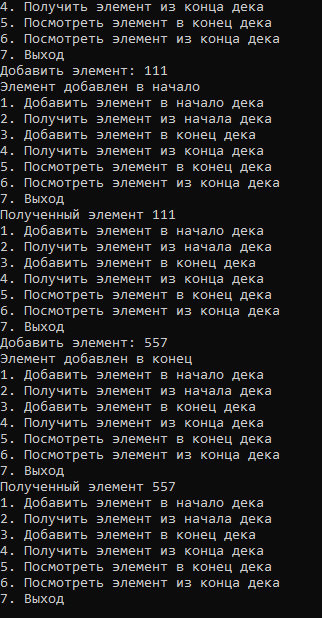 4. Получить элемент из конца дека
5. Посмотреть элемент в конец дека
6. Посмотреть элемент из конца дека
7. Выход
Добавить элемент: 111
Элемент добавлен в начало
1. Добавить элемент в начало дека
2. Получить элемент из начала дека
3. Добавить элемент в конец дека
4. Получить элемент из конца дека
5. Посмотреть элемент в конец дека
6. Посмотреть элемент из конца дека
7. Выход
Полученный элемент 111
1. Добавить элемент в начало дека
2. Получить элемент из начала дека
3. Добавить элемент в конец дека
4. Получить элемент из конца дека
5. Посмотреть элемент в конец дека
6. Посмотреть элемент из конца дека
7. Выход
Добавить элемент: 557
Элемент добавлен в конец
1. Добавить элемент в начало дека
2. Получить элемент из начала дека
3. Добавить элемент в конец дека
4. Получить элемент из конца дека
5. Посмотреть элемент в конец дека
6. Посмотреть элемент из конца дека
7. Выход
Полученный элемент 557
1. Добавить элемент в начало дека
2. Получить элемент из начала дека
3. Добавить элемент в конец дека
4. Получить элемент из конца дека
5. Посмотреть элемент в конец дека
6. Посмотреть элемент из конца дека
7. Выход